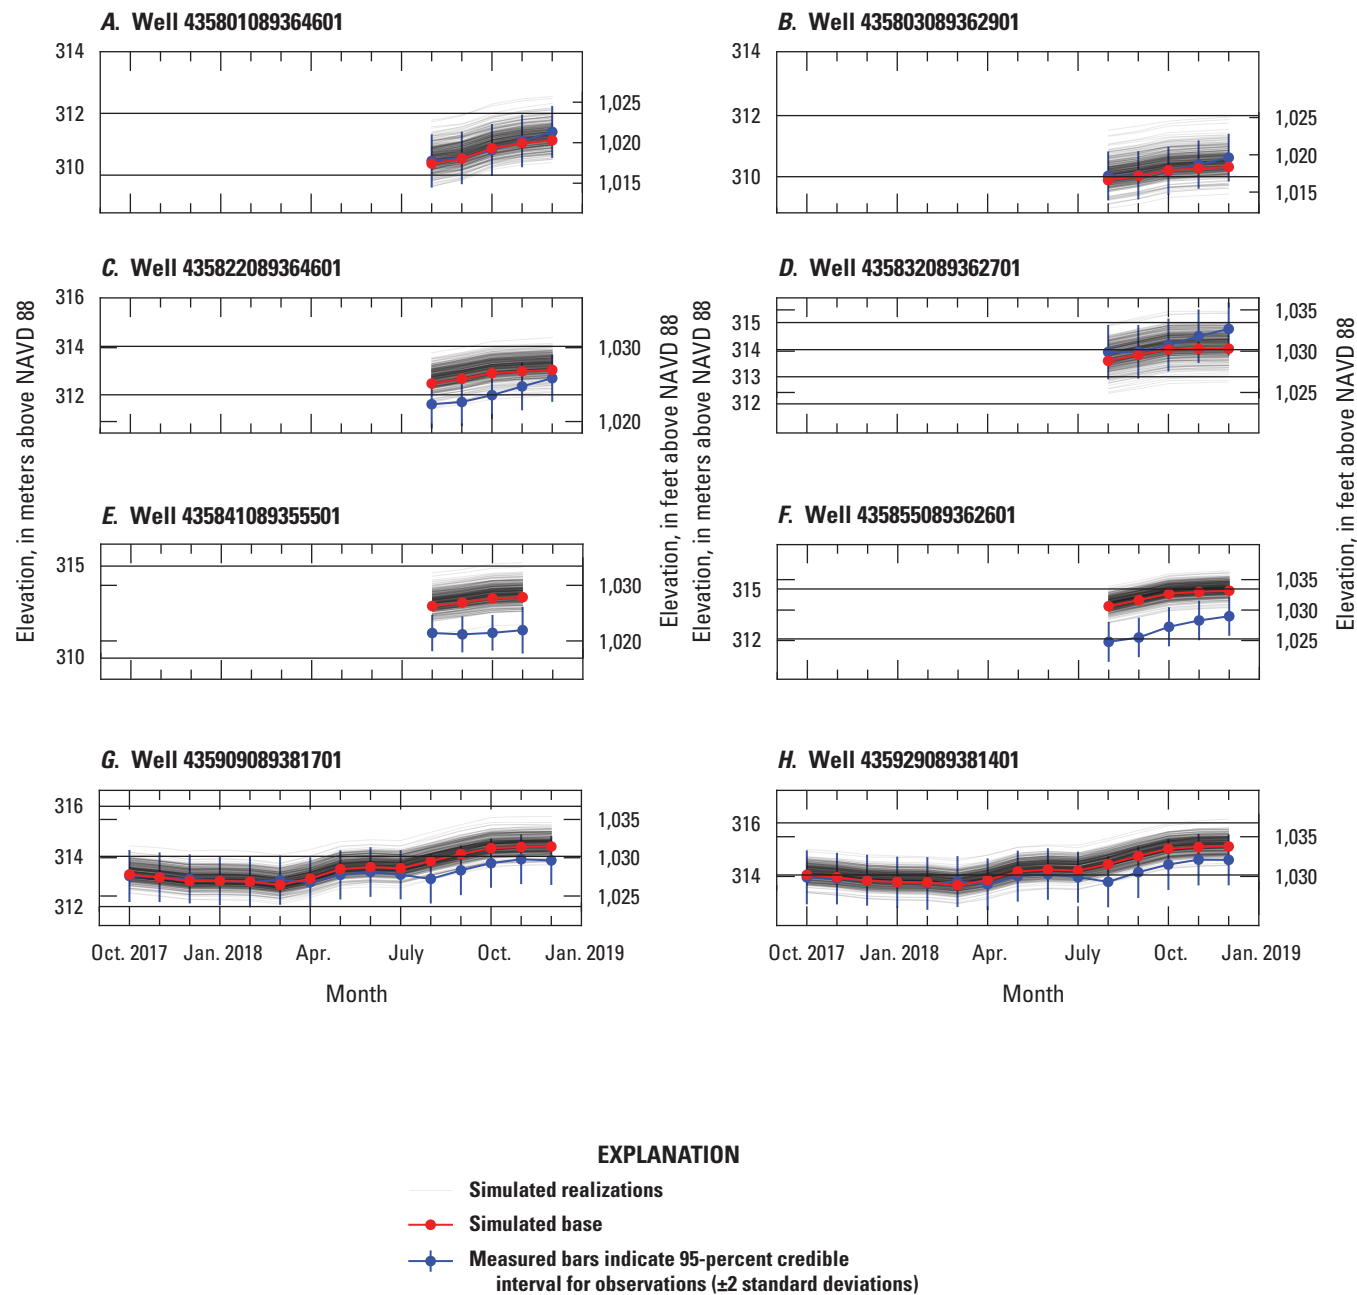 A. Well 435801089364601
314
312
310
1,025
1,020
1,015
B. Well 435803089362901
314
312
310
1,025
1,020
1,015
C. Well 435822089364601
316
314
312
1,030
1,020
D. Well 435832089362701
315
314
313
312
1,035
1,030
1,025
E. Well 435841089355501
315
310
1,030
1,020
F. Well 435855089362601
315
312
1,035
1,030
1,025
G. Well 435909089381701
316
314
312
1,035
1,030
1,025
Oct. 2017 Jan. 2018 Apr. July Oct. Jan. 2019
Month
H. Well 435929089381401
316
314
1,035
1,030
Oct. 2017 Jan. 2018 Apr. July Oct. Jan. 2019
Month
Elevation, in meters above NAVD 88
Elevation, in feet above NAVD 88
Elevation, in meters above NAVD 88
Elevation, in feet above NAVD 88
EXPLANATION
Simulated realizations
Simulated base
Measured bars indicate 95-percent credible
interval for observations (±2 standard deviations)